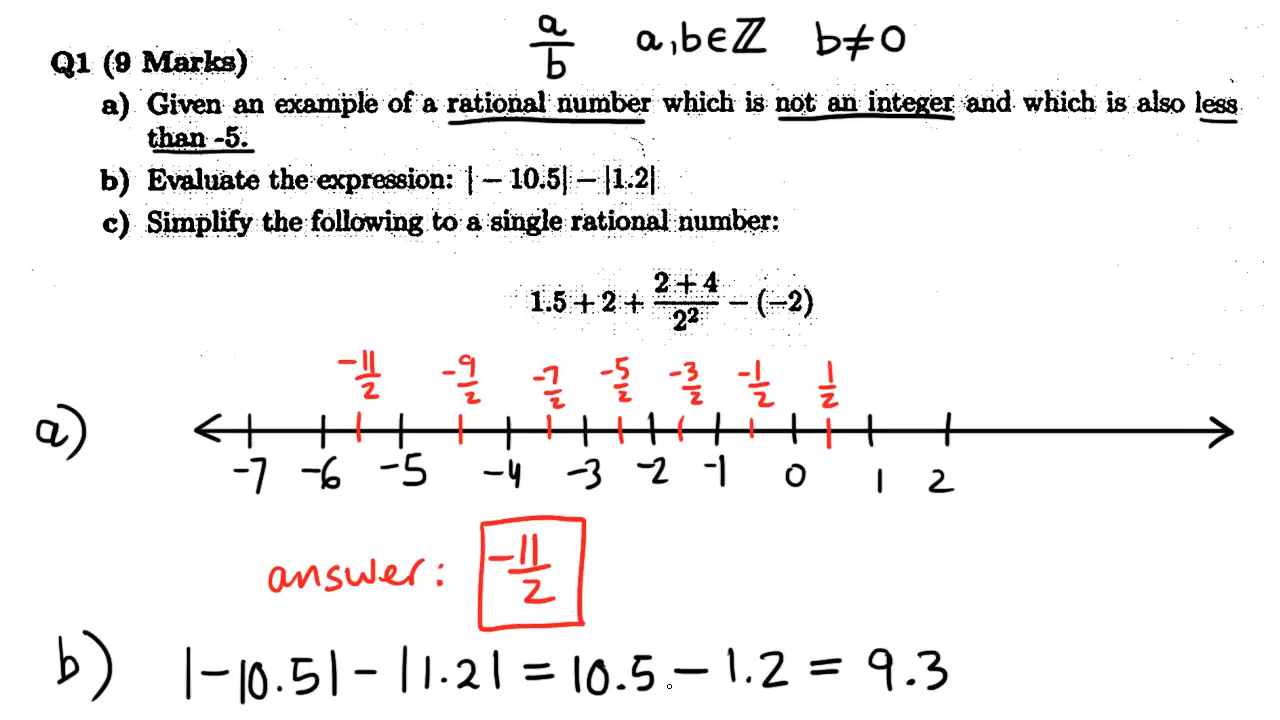 a/b a,b∈ℤ b≠0
Q1 (9 Marks)
a) Given an example of a rational number which is not an integer and which is also less
than -5.
b) Evaluate the expression: | − 10.5| − |1.2|
c) Simplify the following to a single rational number:
1.5 + 2 + (2 + 4)/2² − (−2)
-11/2 -9/2 -7/2 -5/2 -3/2 -1/2 1/2
a)
-7 -6 -5 -4 -3 -2 -1 0 1 2
answer: -11/2
b) |-10.5| - |1.2| = 10.5 - 1.2 = 9.3